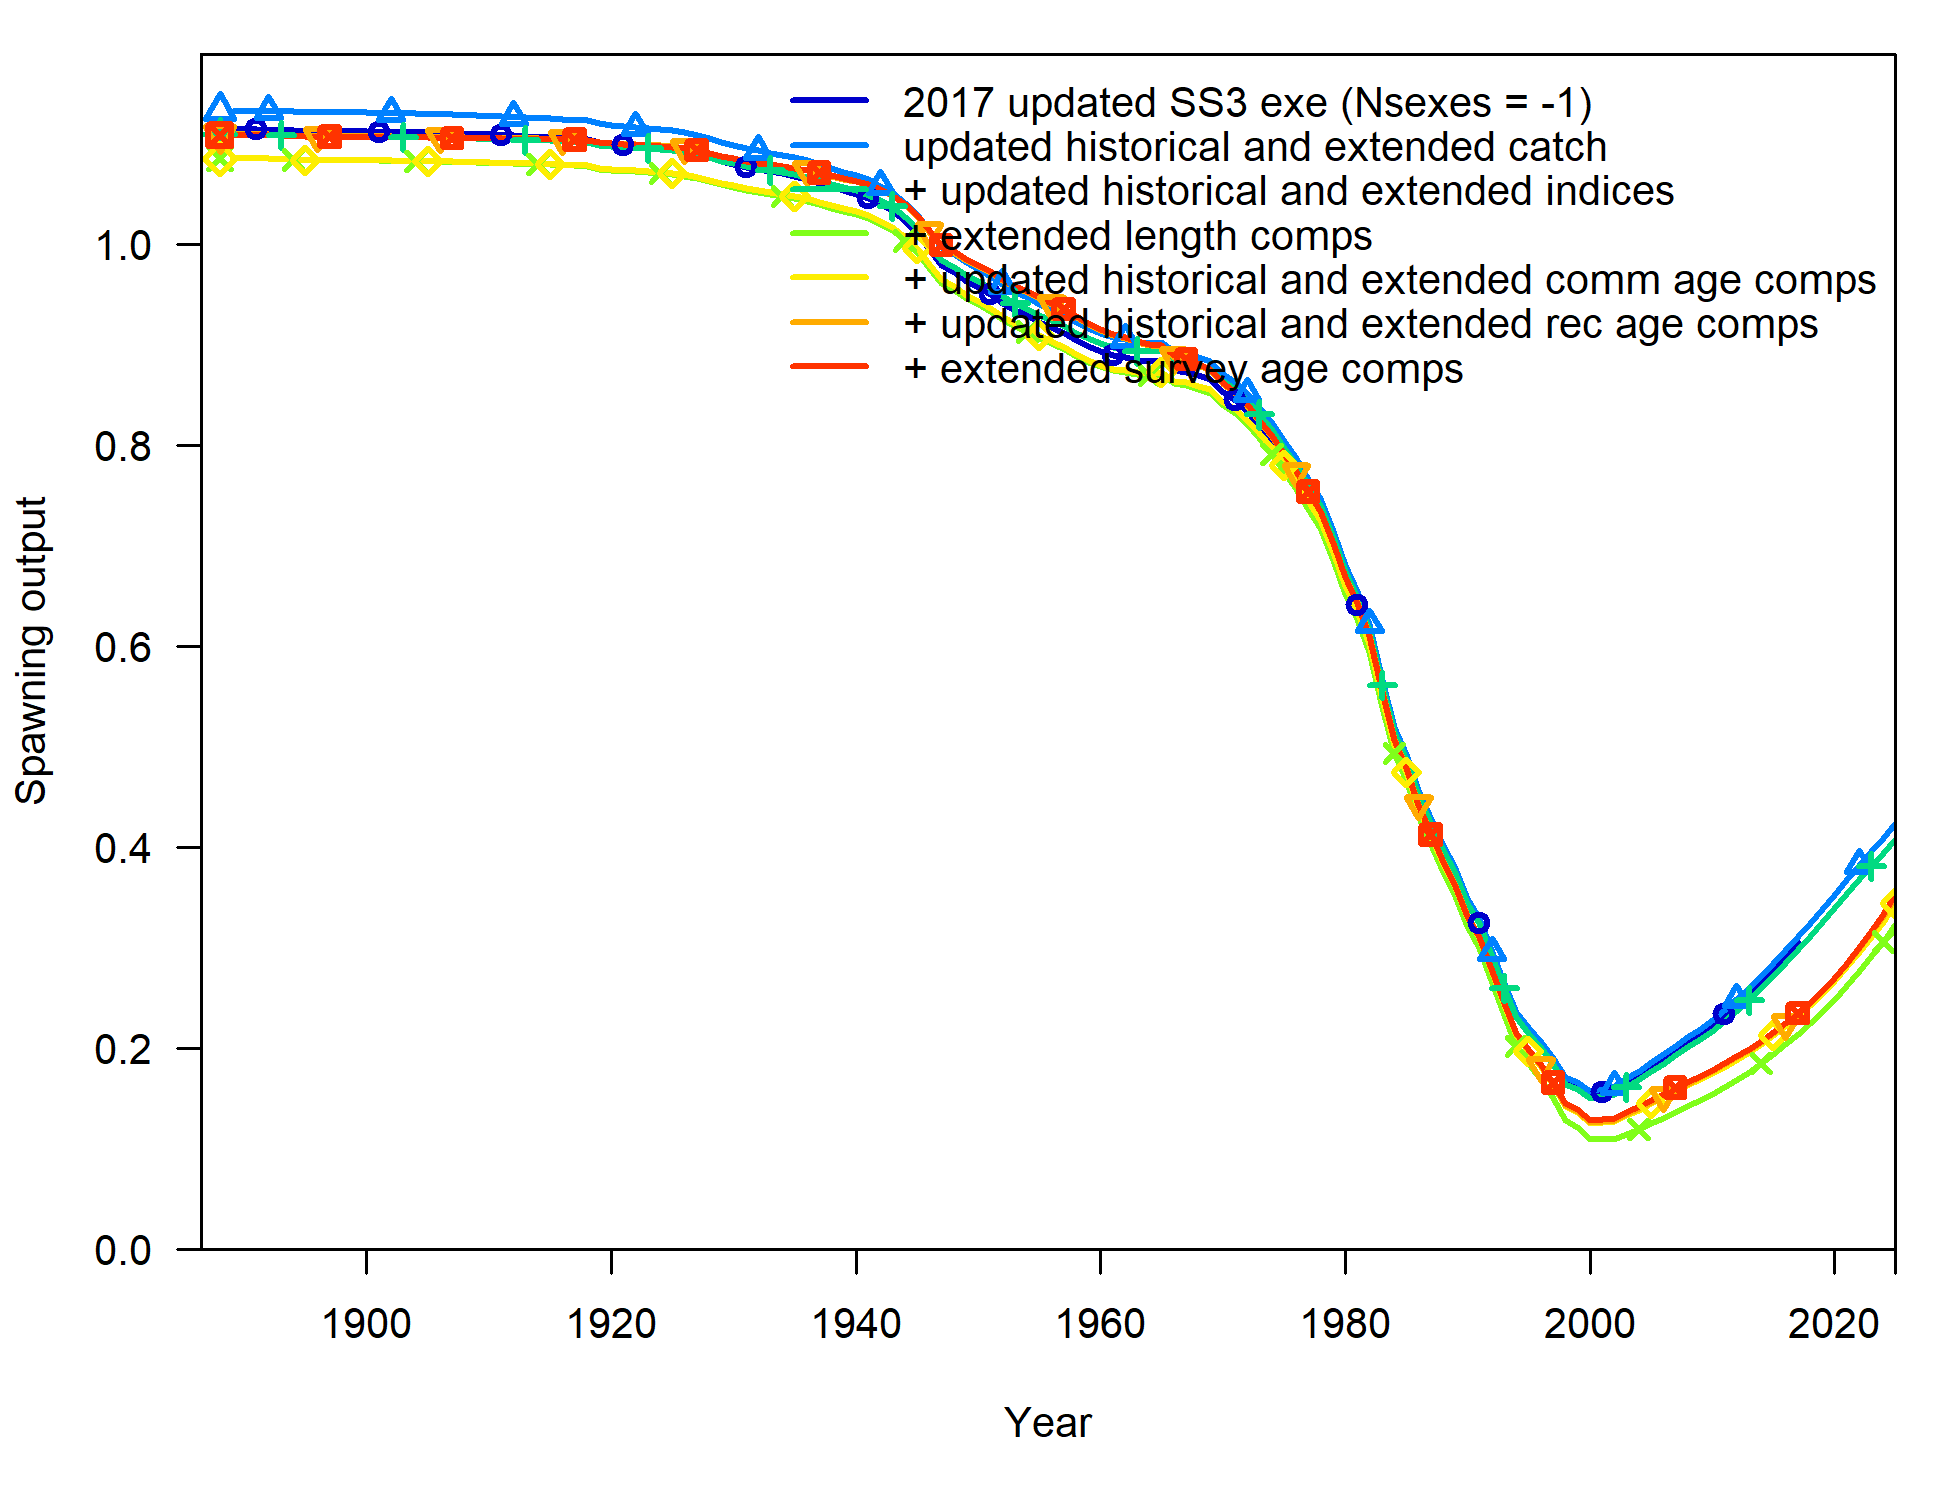 2017 updated SS3 exe (Nsexes = -1)
updated historical and extended catch
+ updated historical and extended indices
+ extended length comps
+ updated historical and extended comm age comps
+ updated historical and extended rec age comps
+ extended survey age comps
Spawning output
1.0
0.8
0.6
0.4
0.2
0.0
1900 1920 1940 1960 1980 2000 2020
Year